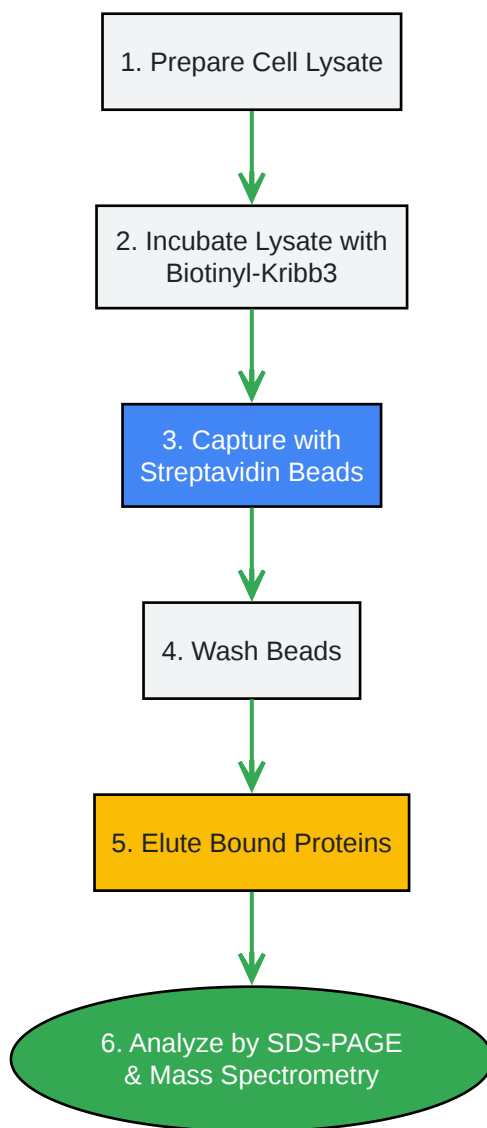 1. Prepare Cell Lysate
2. Incubate Lysate with
Biotinyl-Kribb3
3. Capture with
Streptavidin Beads
4. Wash Beads
5. Elute Bound Proteins
6. Analyze by SDS-PAGE
& Mass Spectrometry